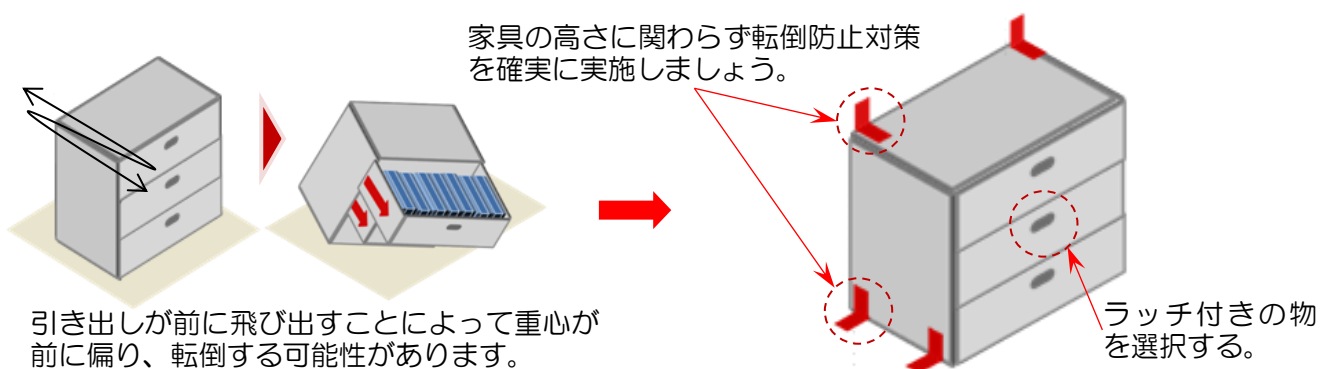 家具の高さに関わらず転倒防止対策
を確実に実施しましょう。
引き出しが前に飛び出すことによって重心が
前に偏り、転倒する可能性があります。
ラッチ付きの物
を選択する。